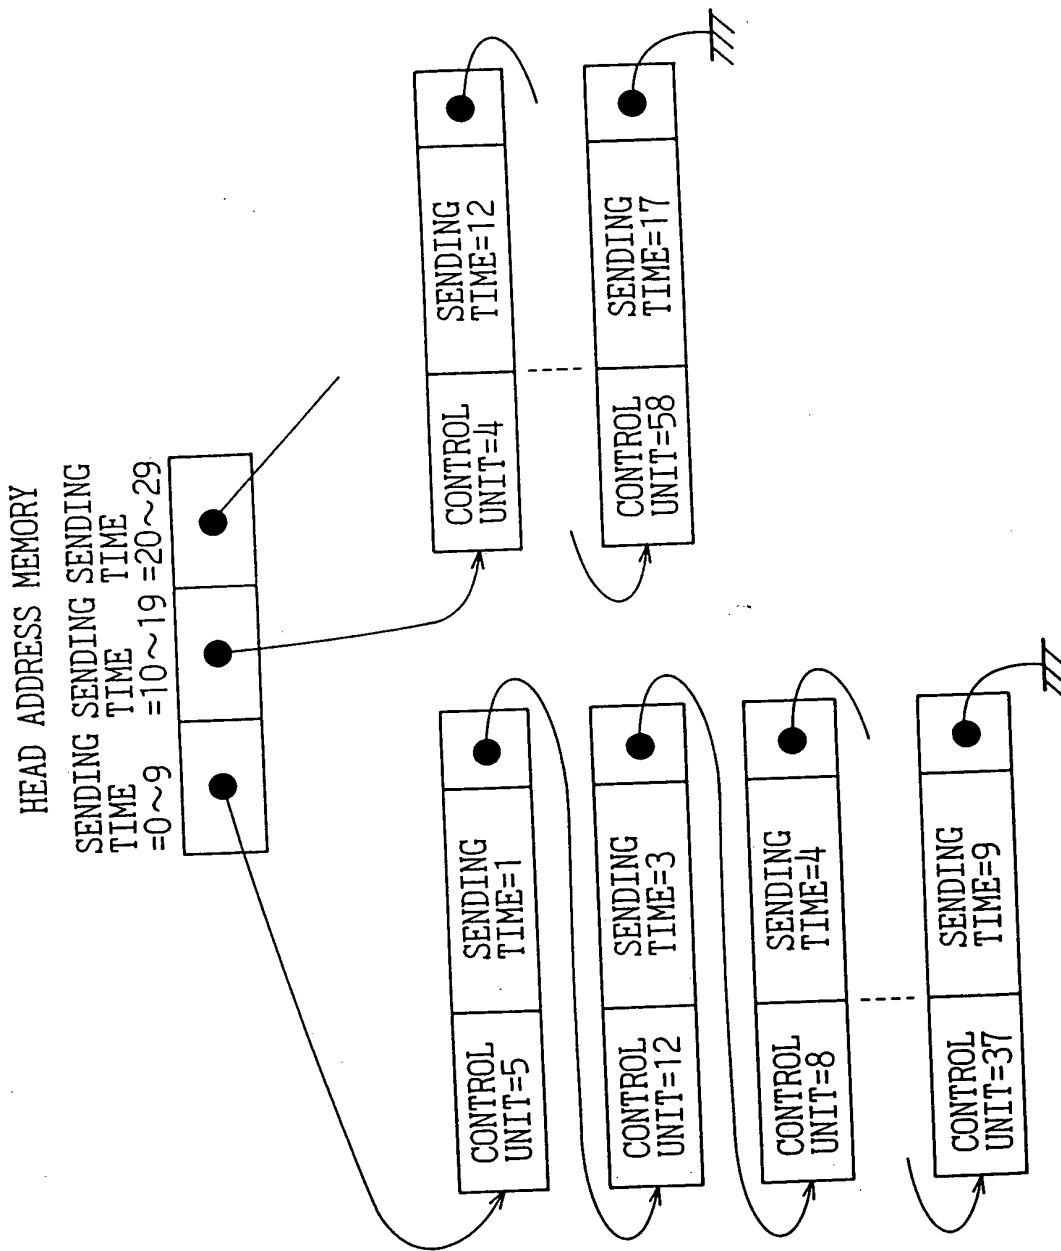 HEAD ADDRESS MEMORY
SENDING SENDING SENDING
TIME TIME TIME
=0~9 =10~19 =20~29
CONTROL
UNIT=5
SENDING
TIME=1
CONTROL
UNIT=12
SENDING
TIME=3
CONTROL
UNIT=8
SENDING
TIME=4
CONTROL
UNIT=37
SENDING
TIME=9
CONTROL
UNIT=4
SENDING
TIME=12
CONTROL
UNIT=58
SENDING
TIME=17